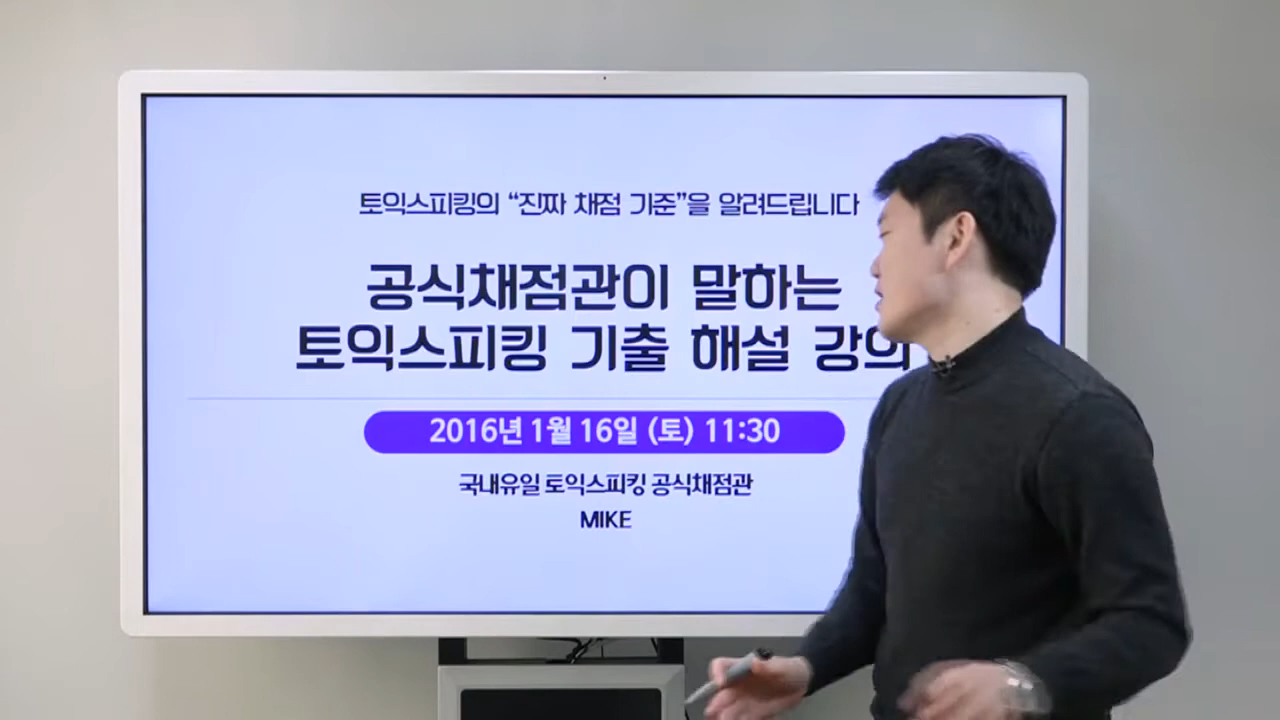 토익스피킹의 “진짜 채점 기준”을 알려드립니다
공식채점관이 말하는
토익스피킹 기출 해설 강의
2016년 1월 16일 (토) 11:30
국내유일 토익스피킹 공식채점관
MIKE